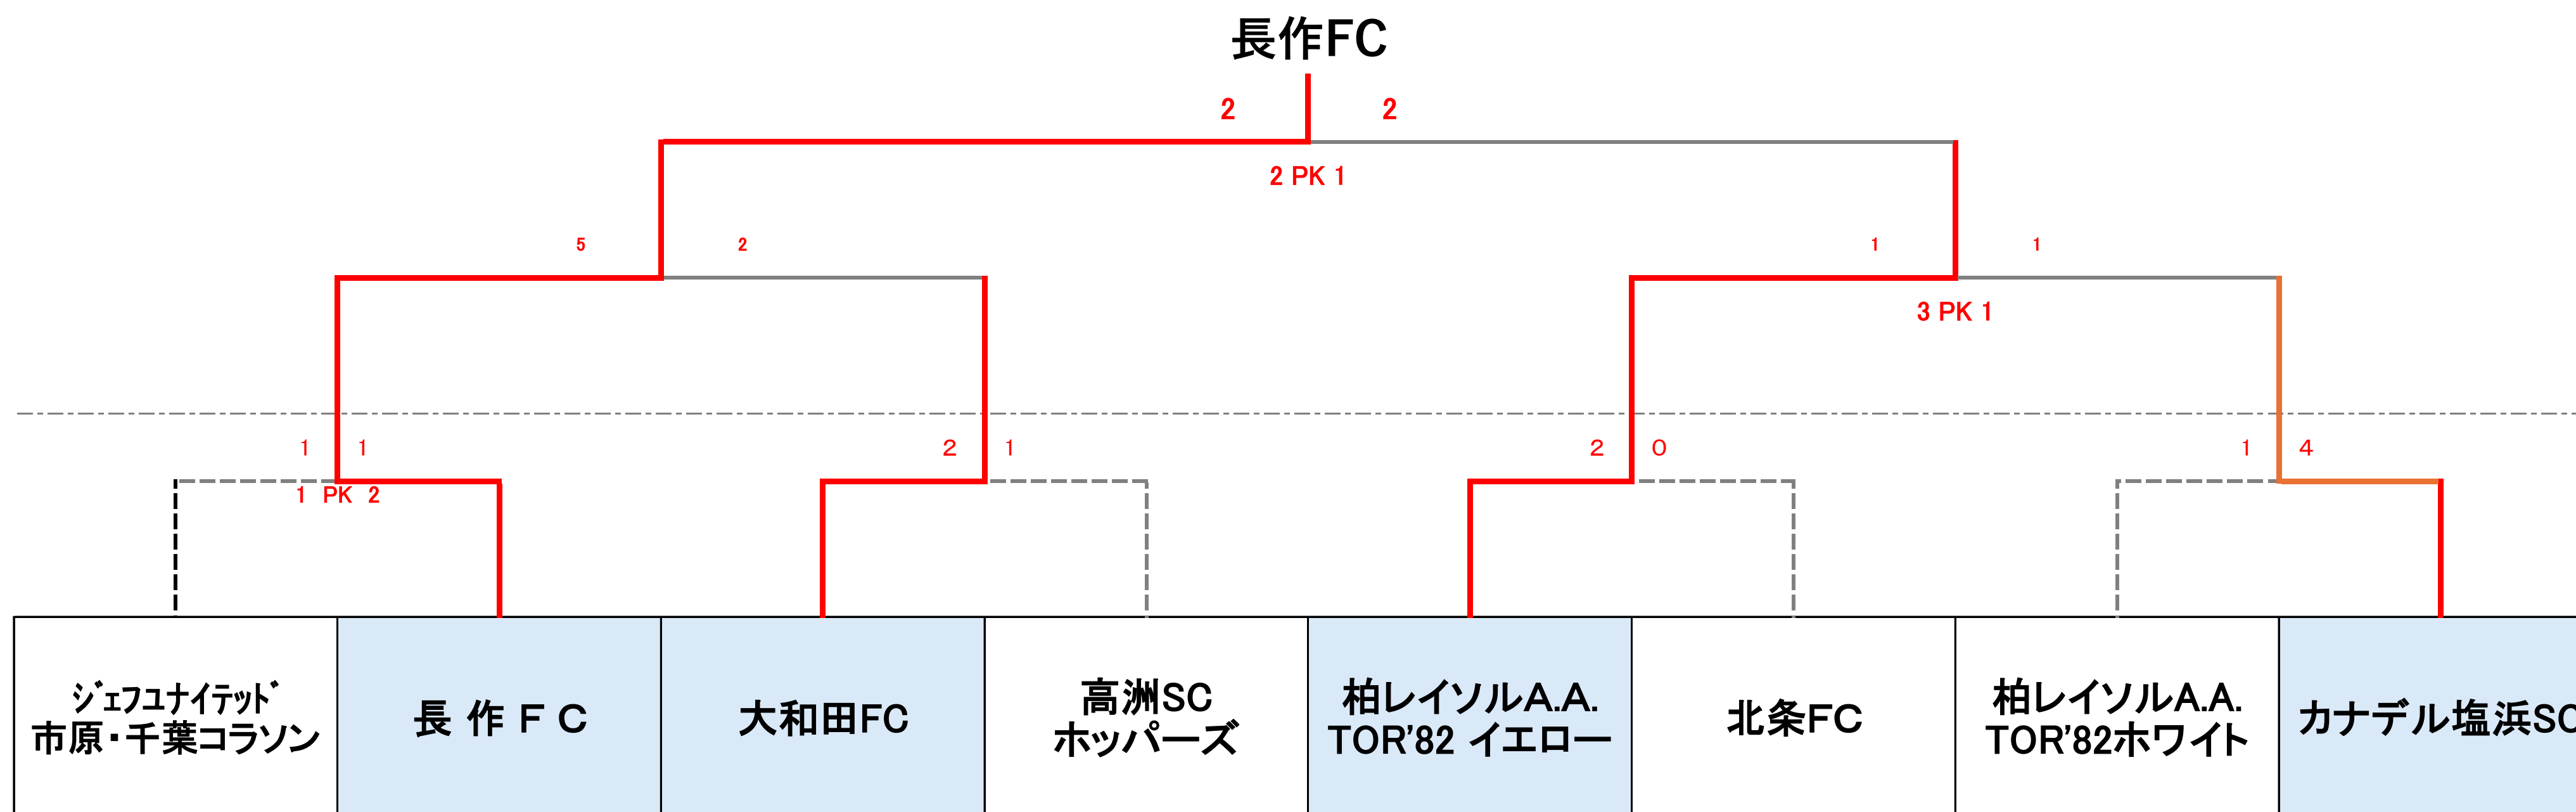 長作FC
2 2
2 PK 1
5 2 1 1
3 PK 1
1 1 2 1 2 0 1 4
1 PK 2
ｼﾞｪﾌﾕﾅｲﾃｯﾄﾞ
市原・千葉コラソン
長 作 F C
大和田FC
高洲SC
ホッパーズ
柏レイソルA.A.
TOR'82 イエロー
北条FC
柏レイソルA.A.
TOR'82ホワイト
カナデル塩浜SC